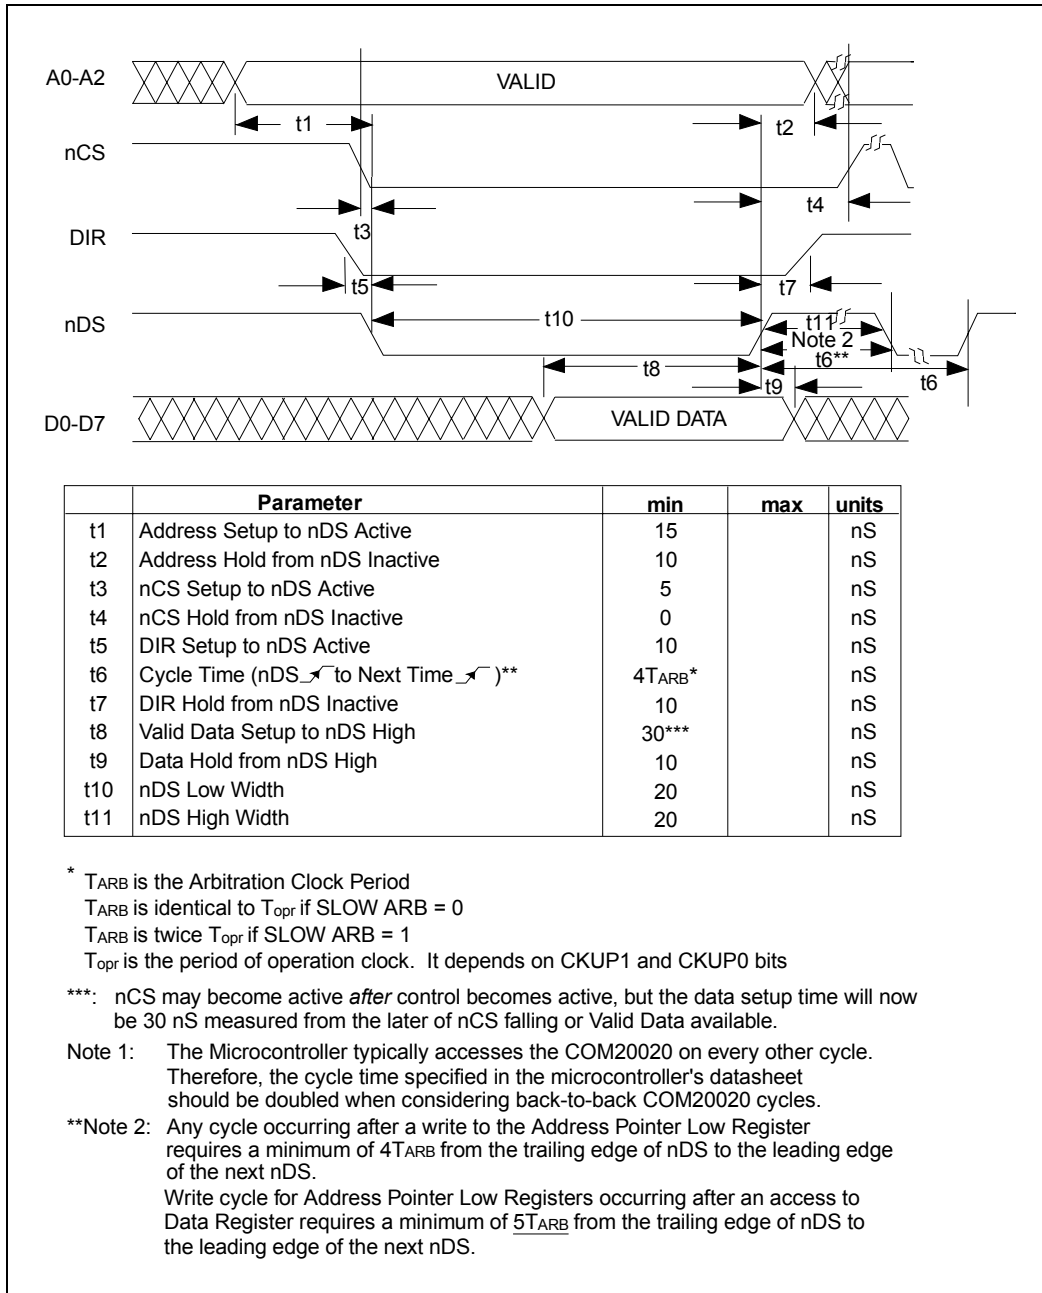 A0-A2
VALID
t1
t2
nCS
t3
t4
DIR
t5
t7
nDS
t10
t11
Note 2
t6**
t8
t6
t9
D0-D7
VALID DATA
Parameter min max units
t1 Address Setup to nDS Active 15 nS
t2 Address Hold from nDS Inactive 10 nS
t3 nCS Setup to nDS Active 5 nS
t4 nCS Hold from nDS Inactive 0 nS
t5 DIR Setup to nDS Active 10 nS
t6 Cycle Time (nDS to Next Time )** 4TARB* nS
t7 DIR Hold from nDS Inactive 10 nS
t8 Valid Data Setup to nDS High 30*** nS
t9 Data Hold from nDS High 10 nS
t10 nDS Low Width 20 nS
t11 nDS High Width 20 nS
* TARB is the Arbitration Clock Period
TARB is identical to Topr if SLOW ARB = 0
TARB is twice Topr if SLOW ARB = 1
Topr is the period of operation clock. It depends on CKUP1 and CKUP0 bits
***: nCS may become active after control becomes active, but the data setup time will now
be 30 nS measured from the later of nCS falling or Valid Data available.
Note 1: The Microcontroller typically accesses the COM20020 on every other cycle.
Therefore, the cycle time specified in the microcontroller's datasheet
should be doubled when considering back-to-back COM20020 cycles.
**Note 2: Any cycle occurring after a write to the Address Pointer Low Register
requires a minimum of 4TARB from the trailing edge of nDS to the leading edge
of the next nDS.
Write cycle for Address Pointer Low Registers occurring after an access to
Data Register requires a minimum of 5TARB from the trailing edge of nDS to
the leading edge of the next nDS.